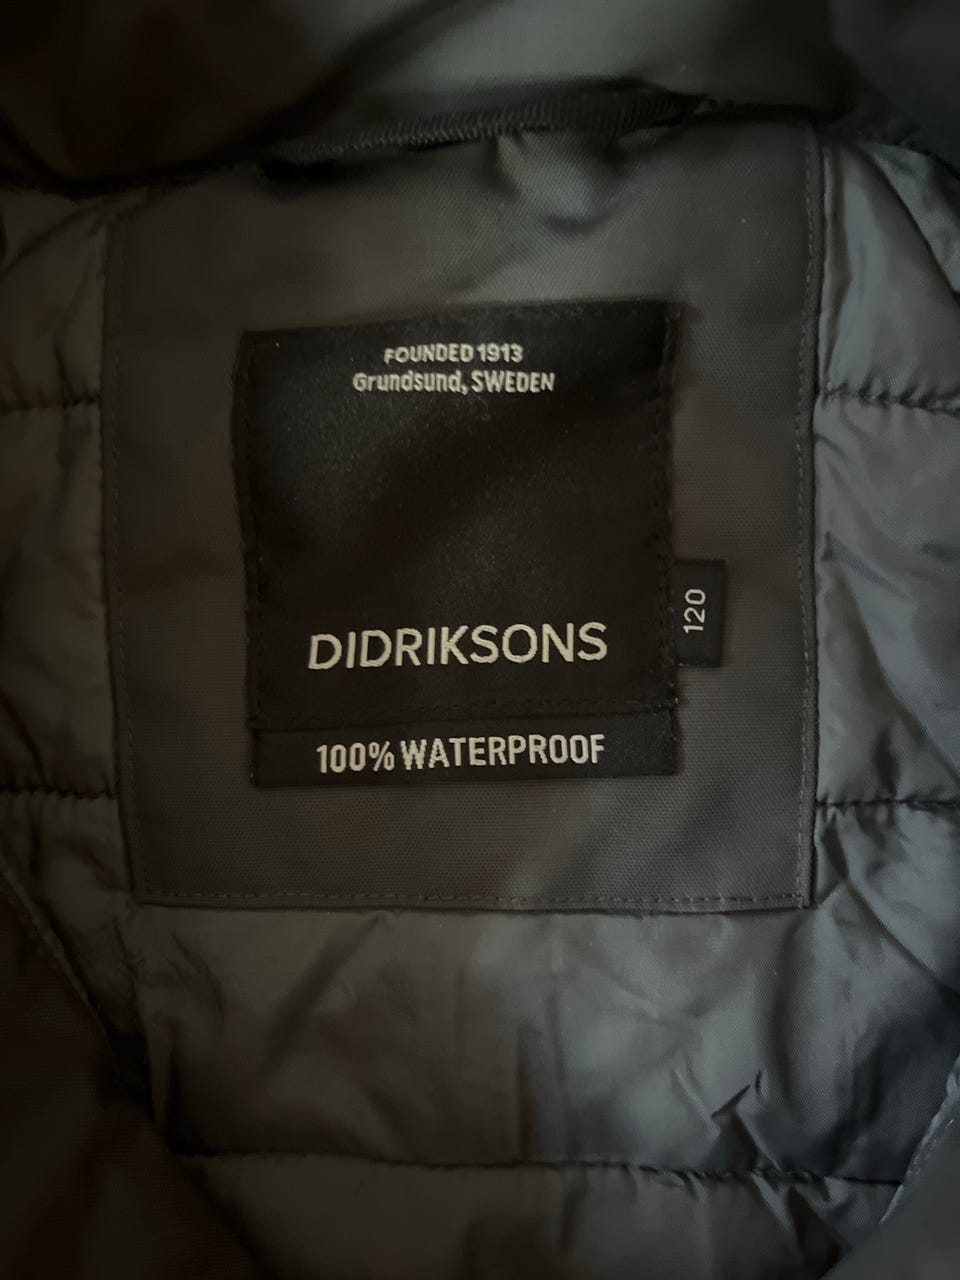 FOUNDED 1913
Grundsund, SWEDEN
DIDRIKSONS
120
100% WATERPROOF